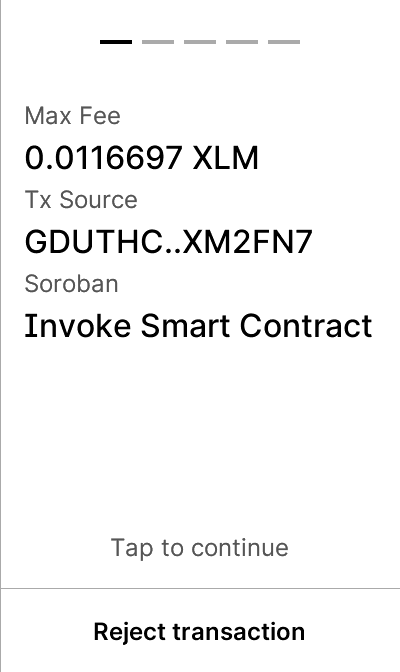 Max Fee
0.0116697 XLM
Tx Source
GDUTHC..XM2FN7
Soroban
Invoke Smart Contract
Tap to continue
Reject transaction